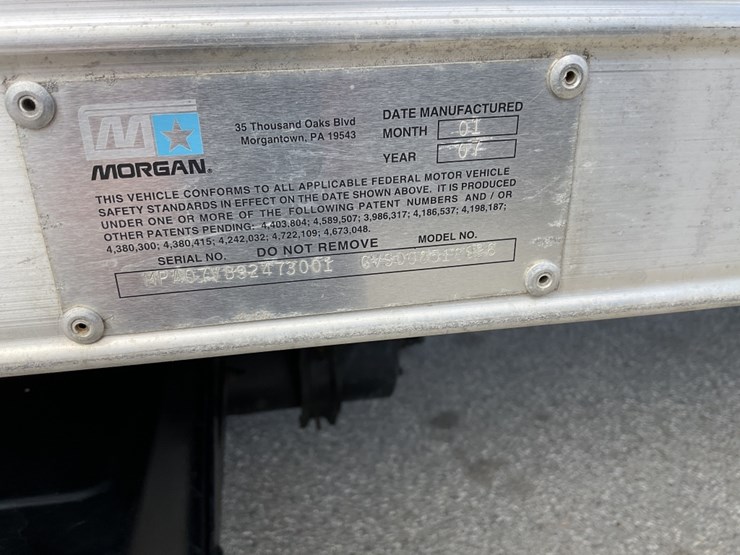 M
MORGAN®
35 Thousand Oaks Blvd
Morgantown, PA 19543
DATE MANUFACTURED
MONTH 01
YEAR 07
THIS VEHICLE CONFORMS TO ALL APPLICABLE FEDERAL MOTOR VEHICLE
SAFETY STANDARDS IN EFFECT ON THE DATE SHOWN ABOVE. IT IS PRODUCED
UNDER ONE OR MORE OF THE FOLLOWING PATENT NUMBERS AND / OR
OTHER PATENTS PENDING: 4,403,804; 4,589,507; 3,986,317; 4,186,537; 4,198,187;
4,380,300; 4,380,415; 4,242,032; 4,722,109; 4,673,048.
SERIAL NO. DO NOT REMOVE MODEL NO.